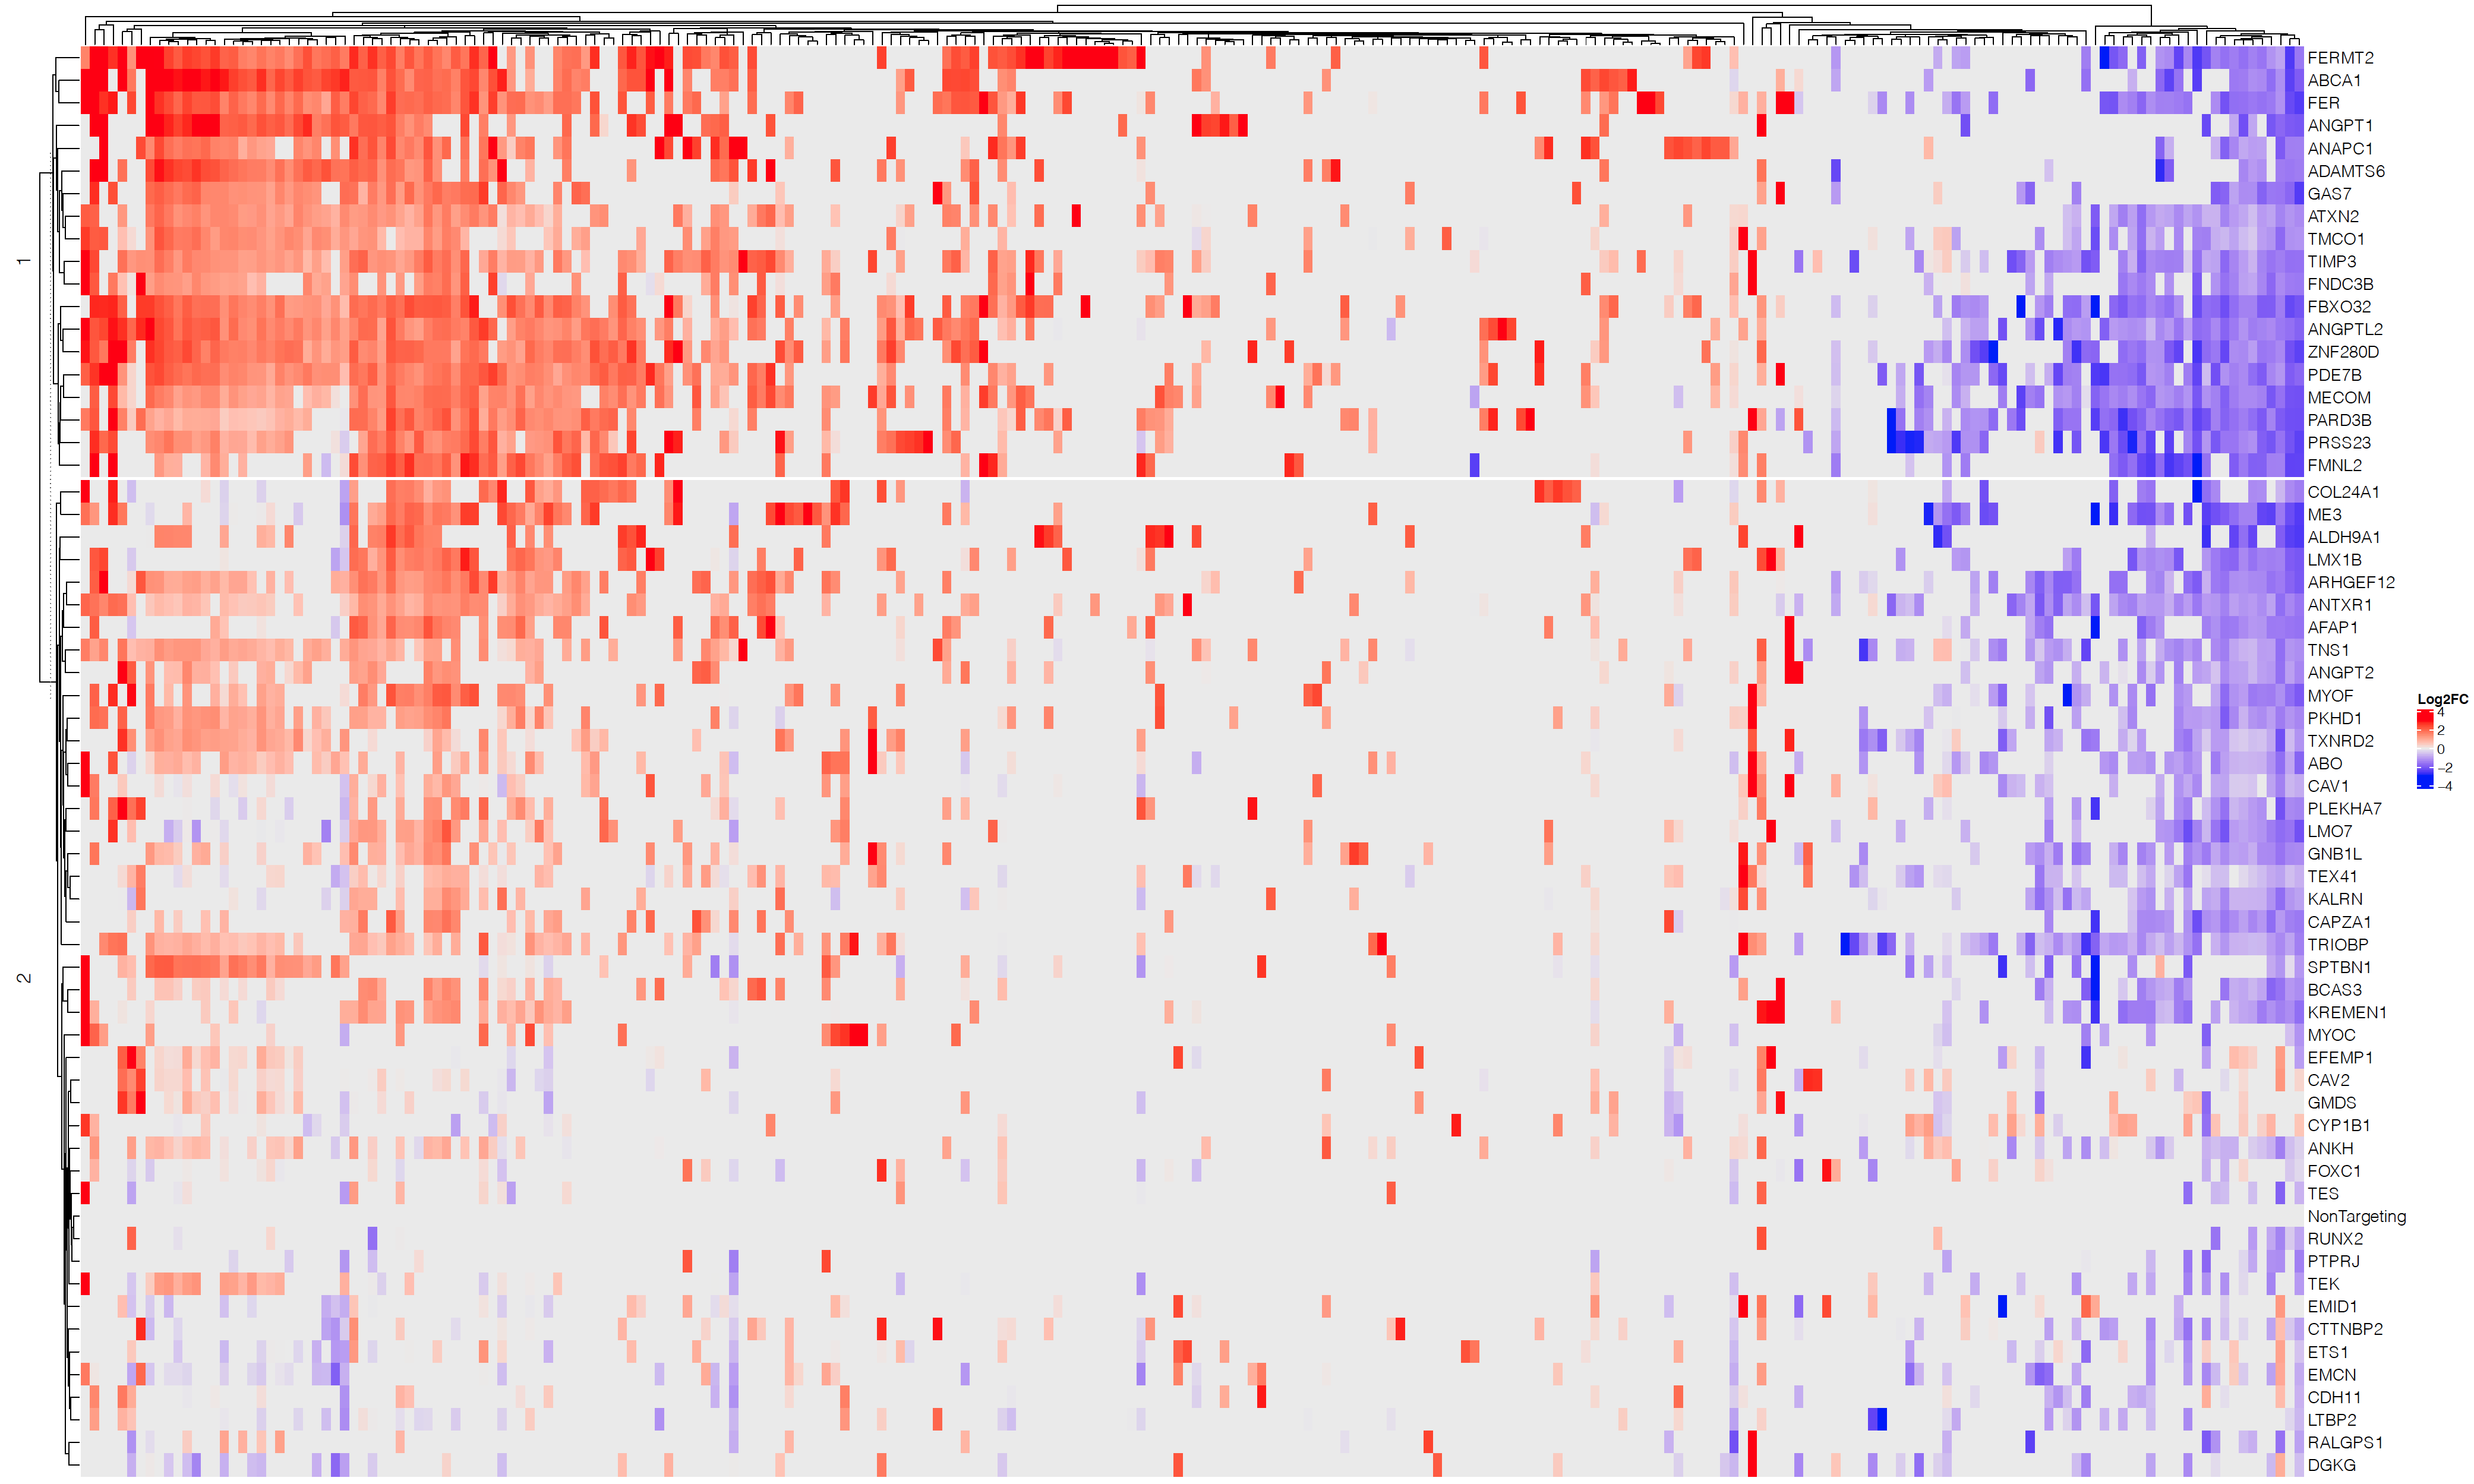 FERMT2
ABCA1
FER
ANGPT1
ANAPC1
ADAMTS6
GAS7
ATXN2
TMCO1
TIMP3
FNDC3B
FBXO32
ANGPTL2
ZNF280D
PDE7B
MECOM
PARD3B
PRSS23
FMNL2
1
COL24A1
ME3
ALDH9A1
LMX1B
ARHGEF12
ANTXR1
AFAP1
TNS1
ANGPT2
MYOF
PKHD1
TXNRD2
ABO
CAV1
PLEKHA7
LMO7
GNB1L
TEX41
KALRN
CAPZA1
TRIOBP
SPTBN1
BCAS3
KREMEN1
MYOC
EFEMP1
CAV2
GMDS
CYP1B1
ANKH
FOXC1
TES
NonTargeting
RUNX2
PTPRJ
TEK
EMID1
CTTNBP2
ETS1
EMCN
CDH11
LTBP2
RALGPS1
DGKG
2
Log2FC
4
2
0
−2
−4